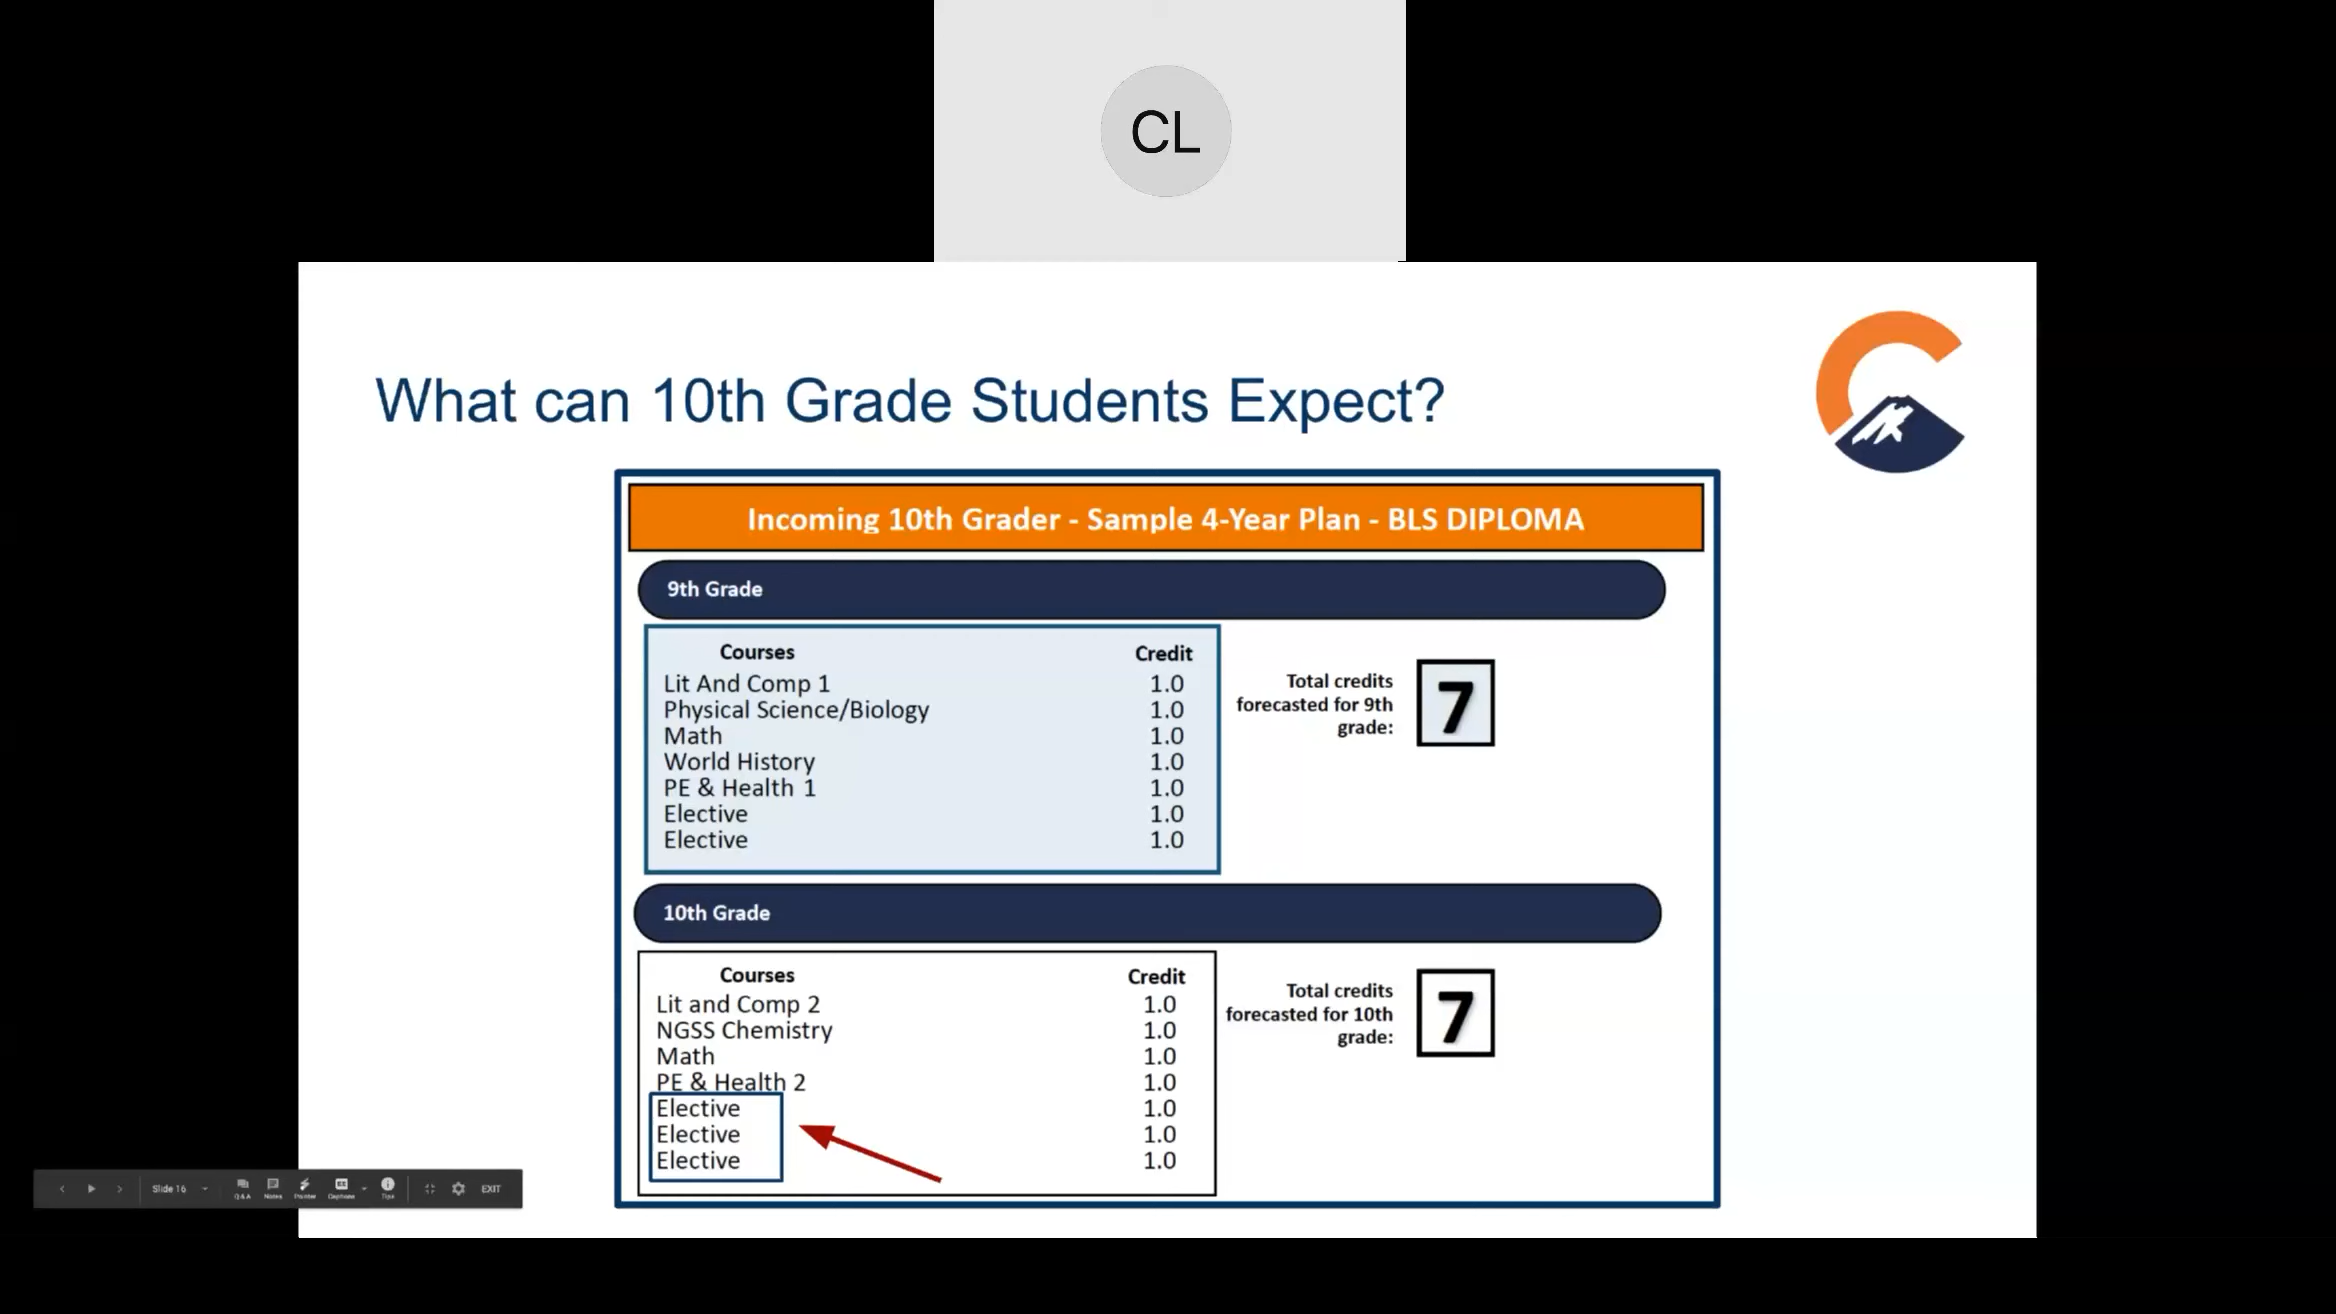 CL
What can 10th Grade Students Expect?
Incoming 10th Grader - Sample 4-Year Plan - BLS DIPLOMA
9th Grade
Courses Credit
Lit And Comp 1 1.0
Physical Science/Biology 1.0
Math 1.0
World History 1.0
PE & Health 1 1.0
Elective 1.0
Elective 1.0
Total credits
forecasted for 9th
grade:
7
10th Grade
Courses Credit
Lit and Comp 2 1.0
NGSS Chemistry 1.0
Math 1.0
PE & Health 2 1.0
Elective 1.0
Elective 1.0
Elective 1.0
Total credits
forecasted for 10th
grade:
7
Slide 16 Q&A Notes Pointer Captions Tips EXIT